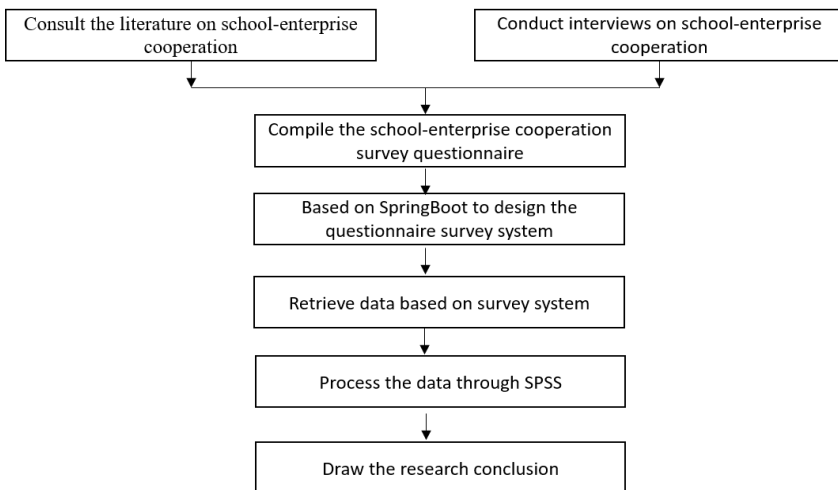 Consult the literature on school-enterprise
cooperation
Conduct interviews on school-enterprise
cooperation
Compile the school-enterprise cooperation
survey questionnaire
Based on SpringBoot to design the
questionnaire survey system
Retrieve data based on survey system
Process the data through SPSS
Draw the research conclusion